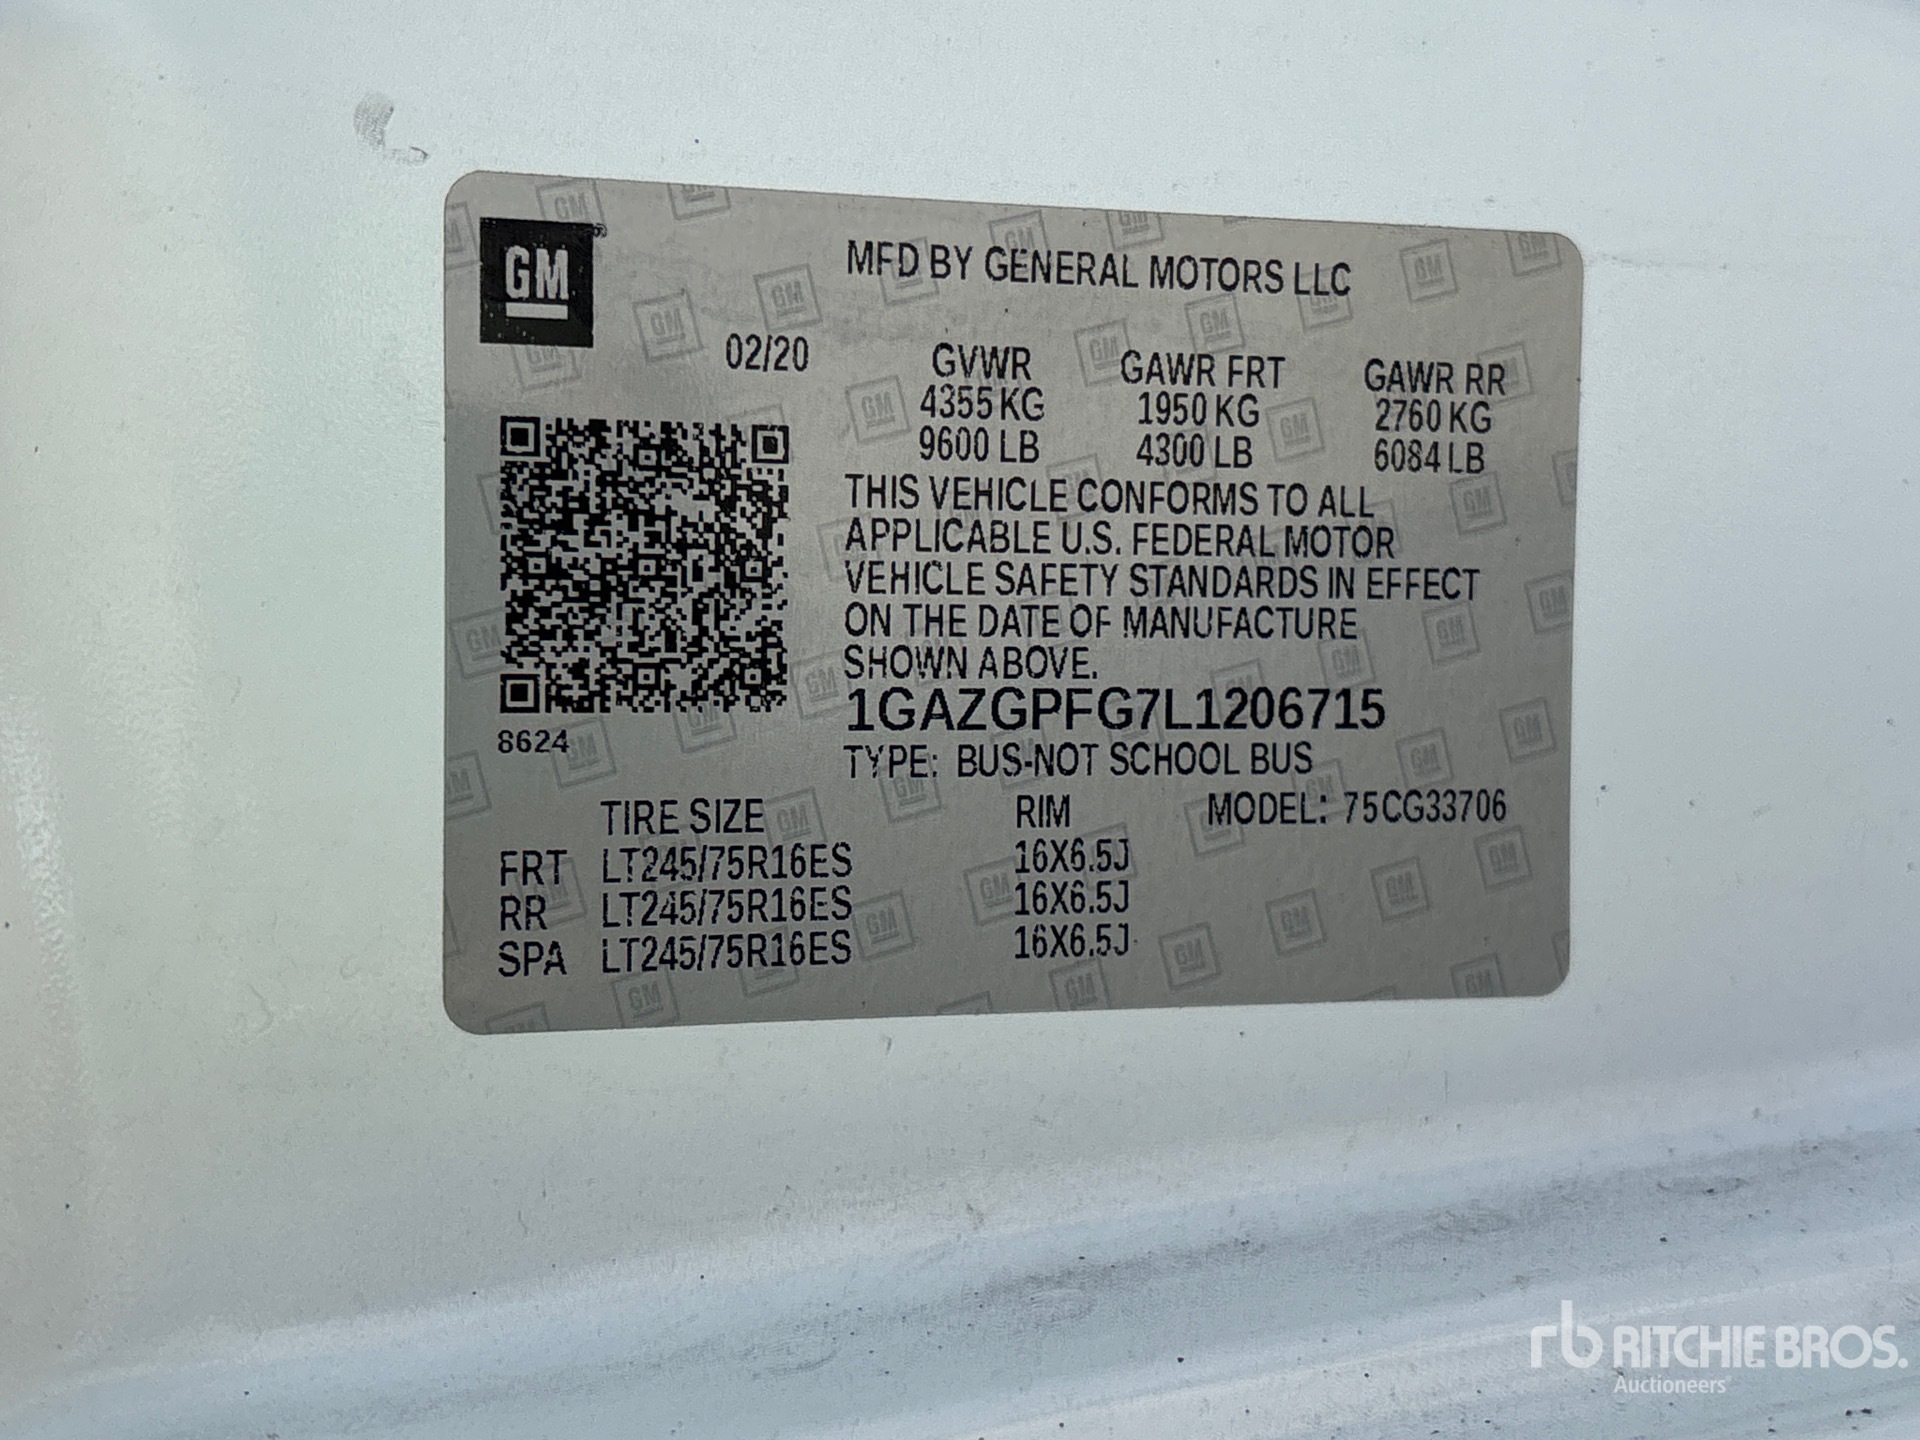 GM
MFD BY GENERAL MOTORS LLC
02/20
GVWR GAWR FRT GAWR RR
4355 KG 1950 KG 2760 KG
9600 LB 4300 LB 6084 LB
THIS VEHICLE CONFORMS TO ALL
APPLICABLE U.S. FEDERAL MOTOR
VEHICLE SAFETY STANDARDS IN EFFECT
ON THE DATE OF MANUFACTURE
SHOWN ABOVE.
1GAZGPFG7L1206715
8624
TYPE: BUS-NOT SCHOOL BUS
TIRE SIZE RIM MODEL: 75CG33706
FRT LT245/75R16ES 16X6.5J
RR LT245/75R16ES 16X6.5J
SPA LT245/75R16ES 16X6.5J
rb RITCHIE BROS.
Auctioneers